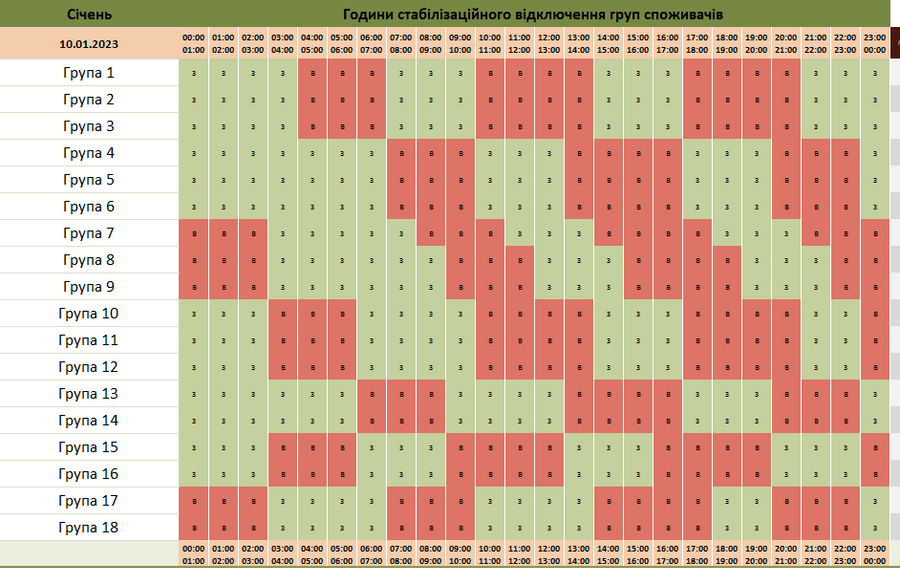 Січень Години стабілізаційного відключення груп споживачів
10.01.2023
00:00 01:00 02:00 03:00 04:00 05:00 06:00 07:00 08:00 09:00 10:00 11:00 12:00 13:00 14:00 15:00 16:00 17:00 18:00 19:00 20:00 21:00 22:00 23:00
01:00 02:00 03:00 04:00 05:00 06:00 07:00 08:00 09:00 10:00 11:00 12:00 13:00 14:00 15:00 16:00 17:00 18:00 19:00 20:00 21:00 22:00 23:00 00:00
Група 1 З З З З В В В З З З В В В В З З З В В В В З З З
Група 2 З З З З В В В З З З В В В В З З З В В В В З З З
Група 3 З З З З В В В З З З В В В В З З З В В В В З З З
Група 4 З З З З З З З В В В З З З В В В В З З З В В В З
Група 5 З З З З З З З В В В З З З В В В В З З З В В В З
Група 6 З З З З З З З В В В З З З В В В В З З З В В В З
Група 7 В В В З З З З З В В В З З З В В В В З З З В В В
Група 8 В В В З З З З З З В В В З З З В В В В З З З В В
Група 9 В В В З З З З З З В В В З З З В В В В З З З В В
Група 10 З З З В В В З З З З В В В В З З З В В В В З З В
Група 11 З З З В В В З З З З В В В В З З З В В В В З З В
Група 12 З З З В В В З З З З В В В В З З З В В В В З З В
Група 13 З З З З З З В В В З З З З В В В В З З З В В В З
Група 14 З З З З З З В В В З З З З В В В В З З З В В В З
Група 15 З З З В В В З З З В В В В З З З В В В В З З З В
Група 16 З З З В В В З З З В В В В З З З В В В В З З З В
Група 17 В В В З З З З В В В З З З З В В В В З З В В В З
Група 18 В В В З З З З В В В З З З З В В В В З З В В В З
00:00 01:00 02:00 03:00 04:00 05:00 06:00 07:00 08:00 09:00 10:00 11:00 12:00 13:00 14:00 15:00 16:00 17:00 18:00 19:00 20:00 21:00 22:00 23:00
01:00 02:00 03:00 04:00 05:00 06:00 07:00 08:00 09:00 10:00 11:00 12:00 13:00 14:00 15:00 16:00 17:00 18:00 19:00 20:00 21:00 22:00 23:00 00:00